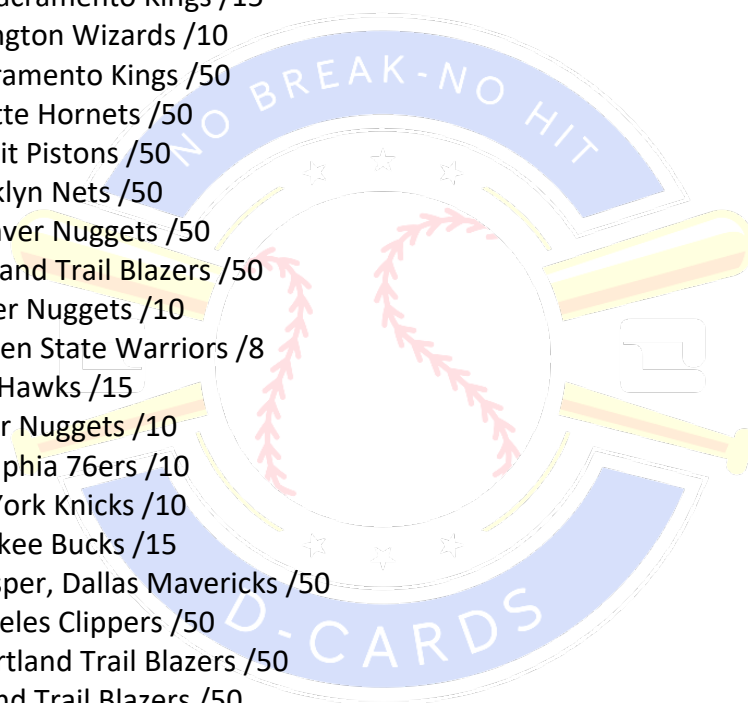 Sacramento Kings /15
ngton Wizards /10
ramento Kings /50
tte Hornets /50
it Pistons /50
klyn Nets /50
ver Nuggets /50
and Trail Blazers /50
er Nuggets /10
en State Warriors /8
Hawks /15
r Nuggets /10
phia 76ers /10
York Knicks /10
kee Bucks /15
sper, Dallas Mavericks /50
eles Clippers /50
rtland Trail Blazers /50
nd Trail Blazers /50
NO BREAK-NO HIT
D-CARDS